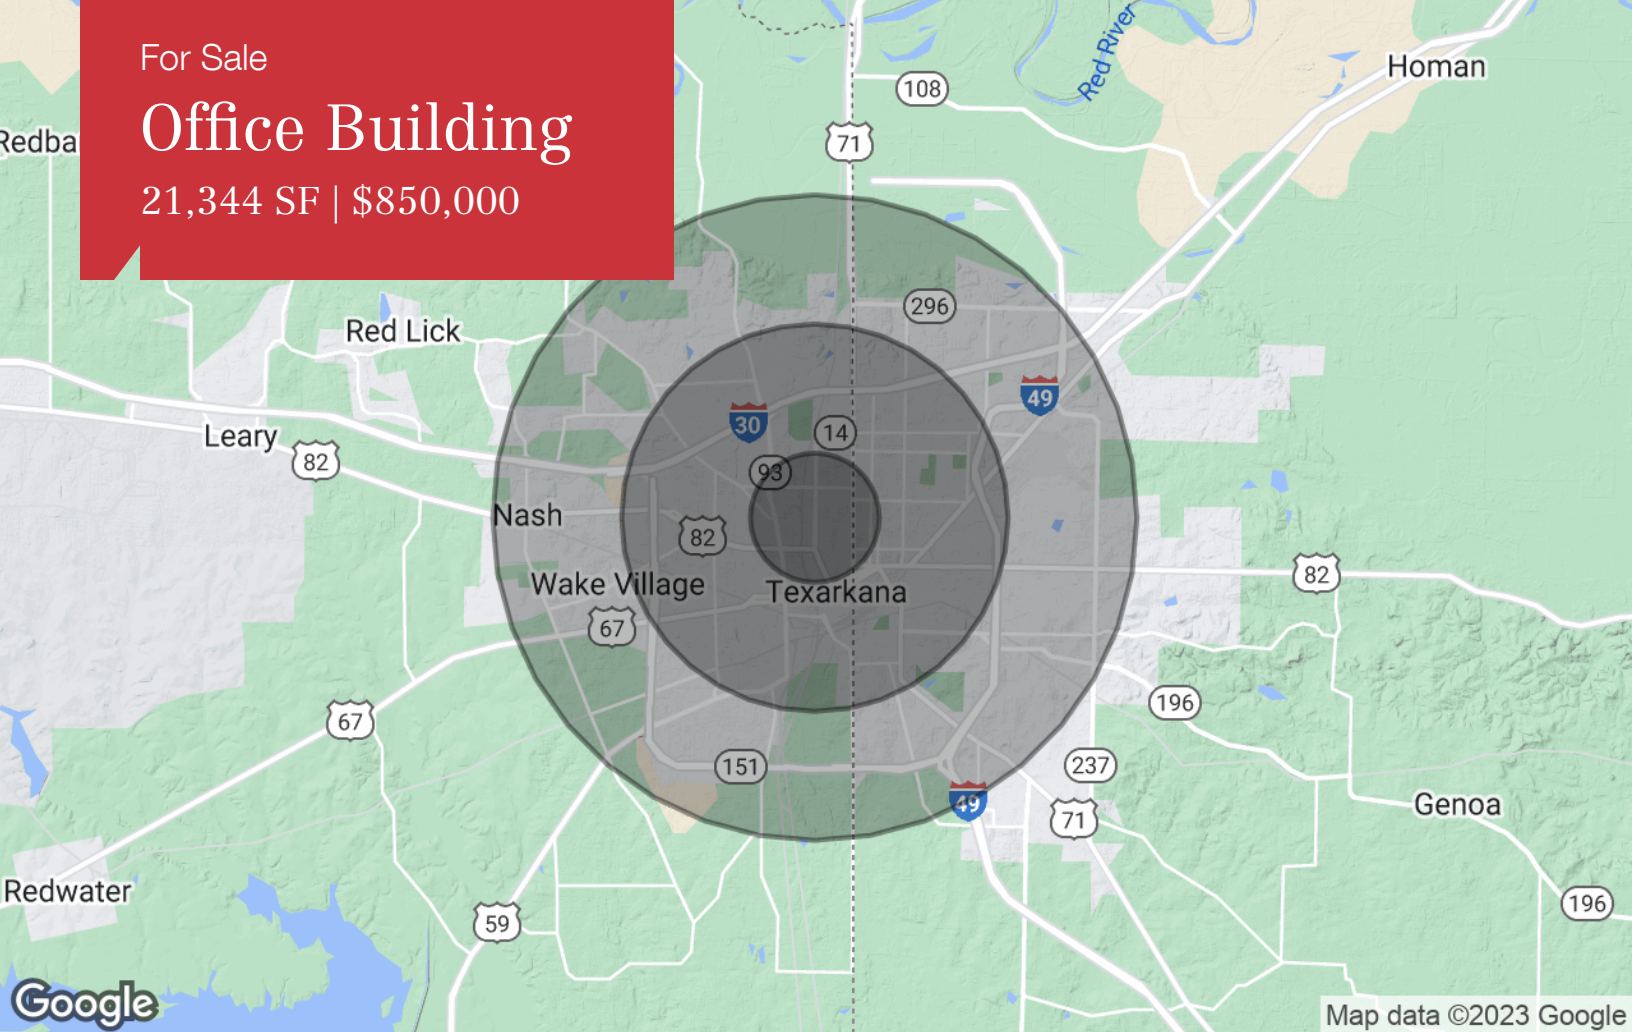 For Sale
Office Building
21,344 SF | $850,000
Red River
Homan
108
71
Redba
296
Red Lick
49
30
14
Leary
82
93
Nash
82
82
Wake Village
Texarkana
67
196
67
151
237
49
71
Genoa
Redwater
196
59
Google
Map data ©2023 Google